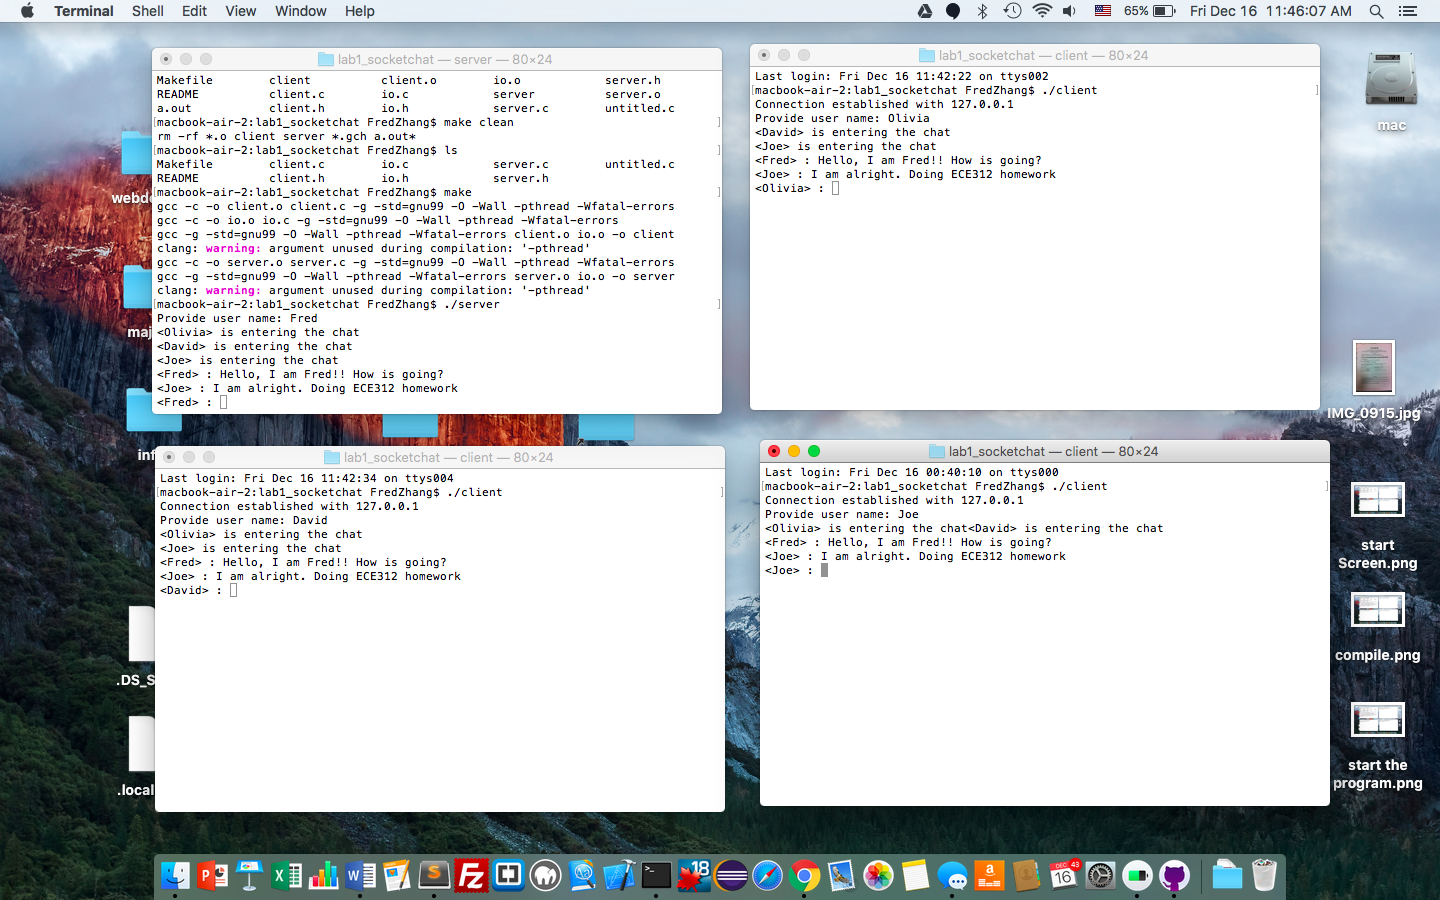 Terminal Shell Edit View Window Help 65% Fri Dec 16 11:46:07 AM
lab1_socketchat — server — 80×24
Makefile client client.o io.o server.h
README client.c io.c server server.o
a.out client.h io.h server.c untitled.c
[macbook-air-2:lab1_socketchat FredZhang$ make clean ]
rm -rf *.o client server *.gch a.out*
[macbook-air-2:lab1_socketchat FredZhang$ ls ]
Makefile client.c io.c server.c untitled.c
README client.h io.h server.h
[macbook-air-2:lab1_socketchat FredZhang$ make ]
gcc -c -o client.o client.c -g -std=gnu99 -O -Wall -pthread -Wfatal-errors
gcc -c -o io.o io.c -g -std=gnu99 -O -Wall -pthread -Wfatal-errors
gcc -g -std=gnu99 -O -Wall -pthread -Wfatal-errors client.o io.o -o client
clang: warning: argument unused during compilation: '-pthread'
gcc -c -o server.o server.c -g -std=gnu99 -O -Wall -pthread -Wfatal-errors
gcc -g -std=gnu99 -O -Wall -pthread -Wfatal-errors server.o io.o -o server
clang: warning: argument unused during compilation: '-pthread'
[macbook-air-2:lab1_socketchat FredZhang$ ./server ]
Provide user name: Fred
<Olivia> is entering the chat
<David> is entering the chat
<Joe> is entering the chat
<Fred> : Hello, I am Fred!! How is going?
<Joe> : I am alright. Doing ECE312 homework
<Fred> :
lab1_socketchat — client — 80×24
Last login: Fri Dec 16 11:42:22 on ttys002
[macbook-air-2:lab1_socketchat FredZhang$ ./client ]
Connection established with 127.0.0.1
Provide user name: Olivia
<David> is entering the chat
<Joe> is entering the chat
<Fred> : Hello, I am Fred!! How is going?
<Joe> : I am alright. Doing ECE312 homework
<Olivia> :
lab1_socketchat — client — 80×24
Last login: Fri Dec 16 11:42:34 on ttys004
[macbook-air-2:lab1_socketchat FredZhang$ ./client ]
Connection established with 127.0.0.1
Provide user name: David
<Olivia> is entering the chat
<Joe> is entering the chat
<Fred> : Hello, I am Fred!! How is going?
<Joe> : I am alright. Doing ECE312 homework
<David> :
lab1_socketchat — client — 80×24
Last login: Fri Dec 16 00:40:10 on ttys000
[macbook-air-2:lab1_socketchat FredZhang$ ./client ]
Connection established with 127.0.0.1
Provide user name: Joe
<Olivia> is entering the chat<David> is entering the chat
<Fred> : Hello, I am Fred!! How is going?
<Joe> : I am alright. Doing ECE312 homework
<Joe> :
webde
maj
inf
.DS_S
.local
mac
IMG_0915.jpg
start
Screen.png
compile.png
start the
program.png
18
DEC
43
16